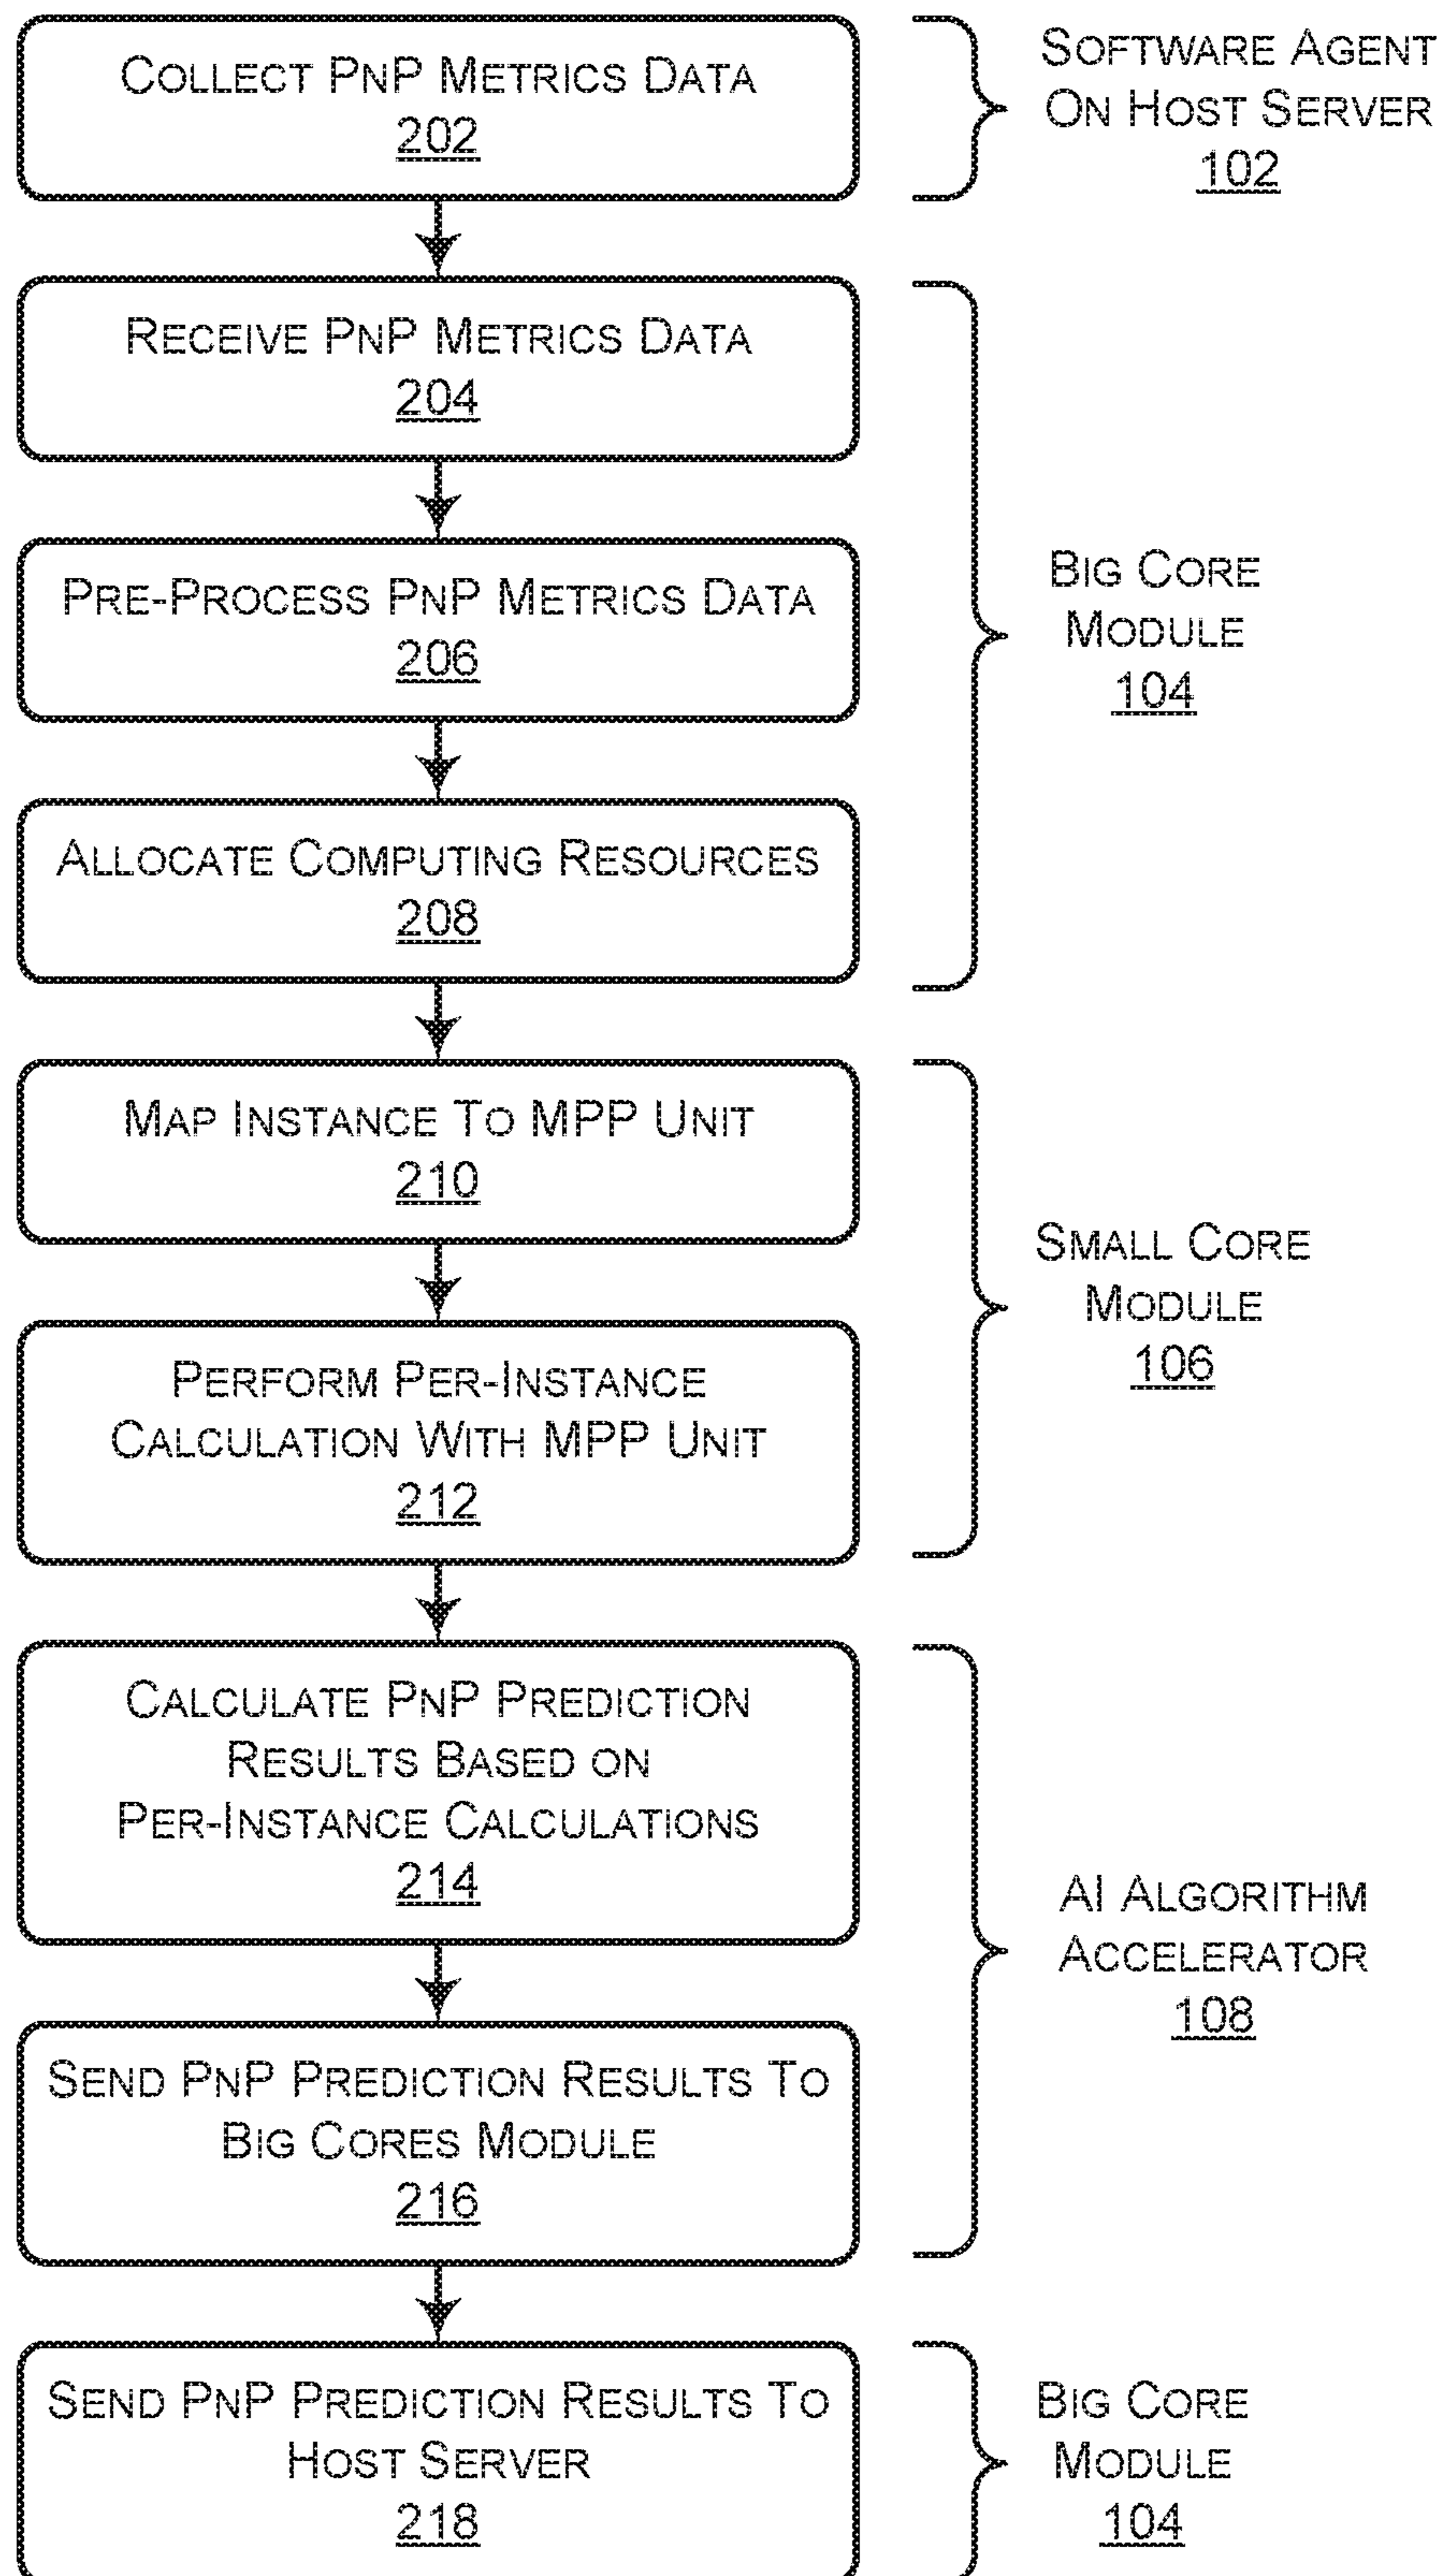 COLLECT PNP METRICS DATA
202
SOFTWARE AGENT
ON HOST SERVER
102
RECEIVE PNP METRICS DATA
204
PRE-PROCESS PNP METRICS DATA
206
ALLOCATE COMPUTING RESOURCES
208
BIG CORE
MODULE
104
MAP INSTANCE TO MPP UNIT
210
PERFORM PER-INSTANCE
CALCULATION WITH MPP UNIT
212
SMALL CORE
MODULE
106
CALCULATE PNP PREDICTION
RESULTS BASED ON
PER-INSTANCE CALCULATIONS
214
SEND PNP PREDICTION RESULTS TO
BIG CORES MODULE
216
AI ALGORITHM
ACCELERATOR
108
SEND PNP PREDICTION RESULTS TO
HOST SERVER
218
BIG CORE
MODULE
104